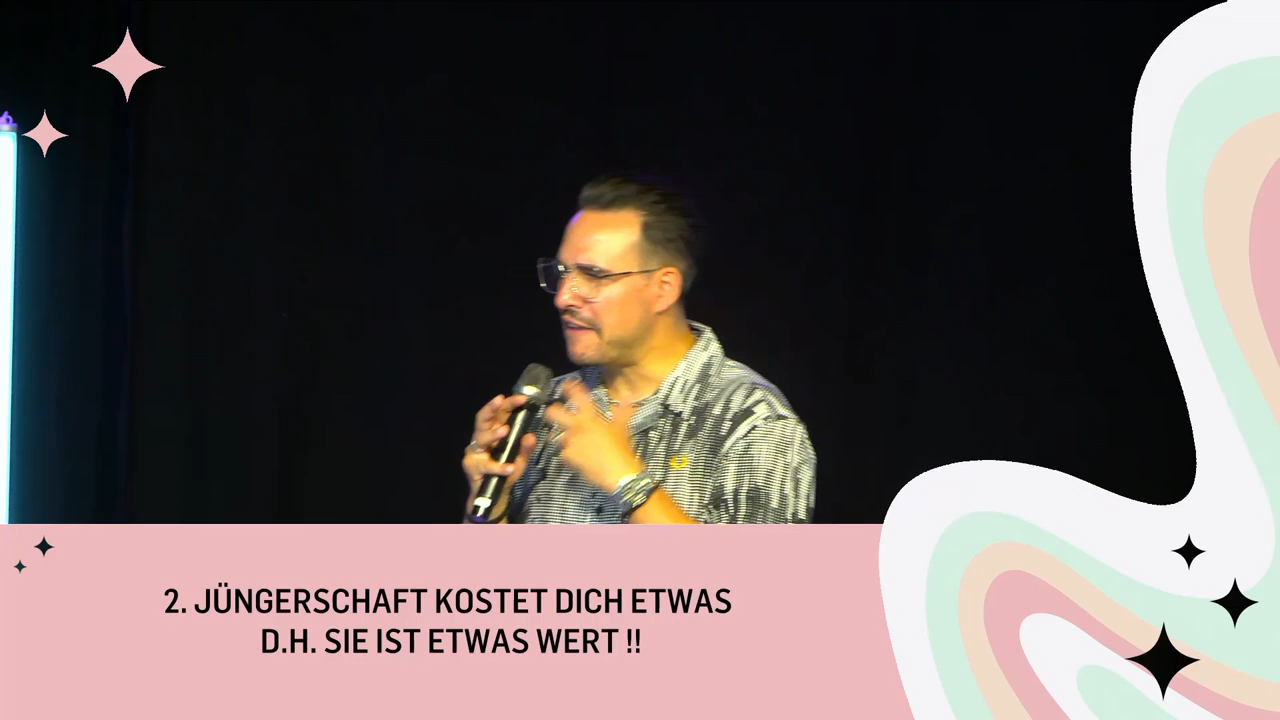 2. JÜNGERSCHAFT KOSTET DICH ETWAS
D.H. SIE IST ETWAS WERT !!